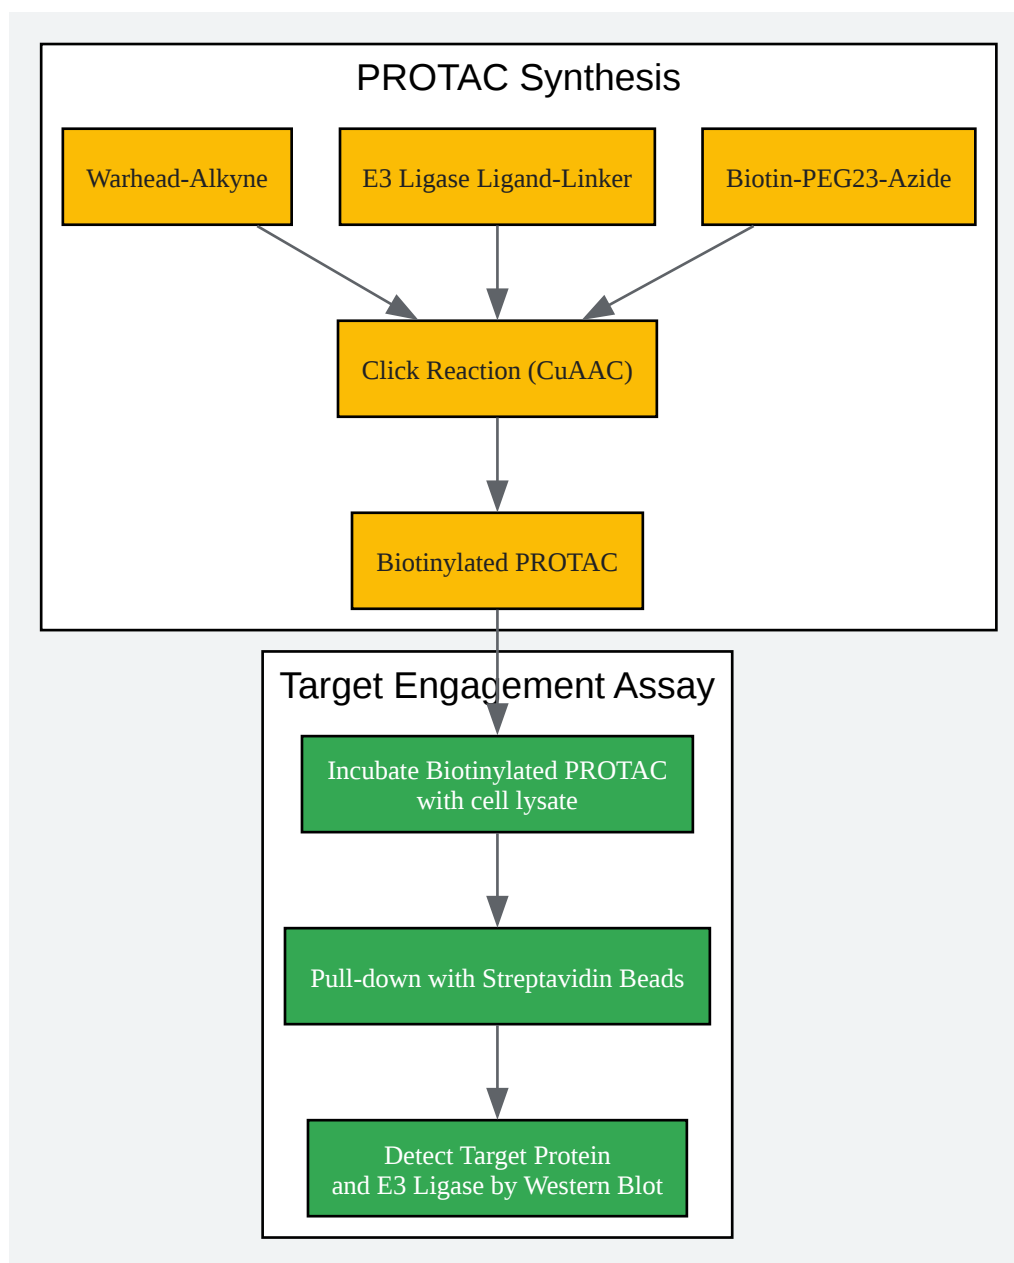 PROTAC Synthesis
Warhead-Alkyne
E3 Ligase Ligand-Linker
Biotin-PEG23-Azide
Click Reaction (CuAAC)
Biotinylated PROTAC
Target Engagement Assay
Incubate Biotinylated PROTAC
with cell lysate
Pull-down with Streptavidin Beads
Detect Target Protein
and E3 Ligase by Western Blot